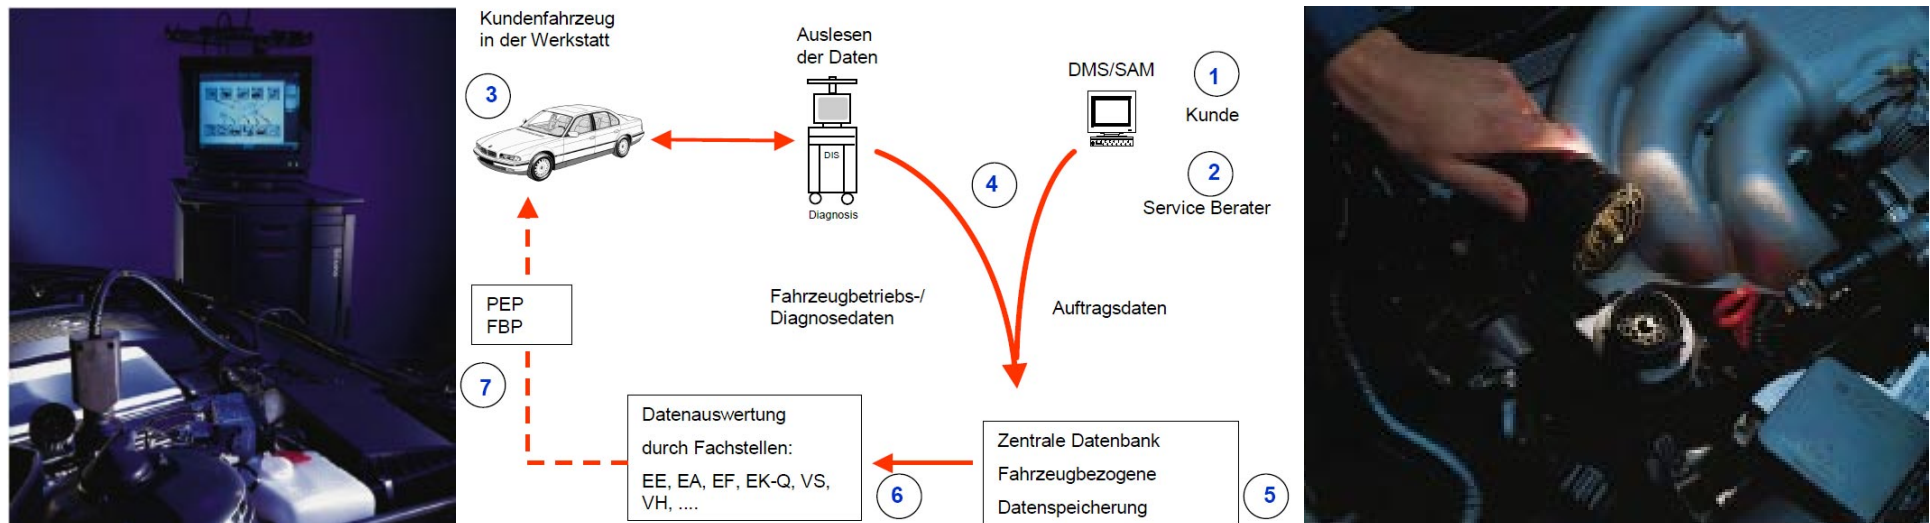 Kundenfahrzeug
in der Werkstatt
3
Auslesen
der Daten
DIS
Diagnosis
DMS/SAM
1
Kunde
2
Service Berater
4
PEP
FBP
Fahrzeugbetriebs-/
Diagnosedaten
Auftragsdaten
7
Datenauswertung
durch Fachstellen:
EE, EA, EF, EK-Q, VS,
VH, ....
6
Zentrale Datenbank
Fahrzeugbezogene
Datenspeicherung
5